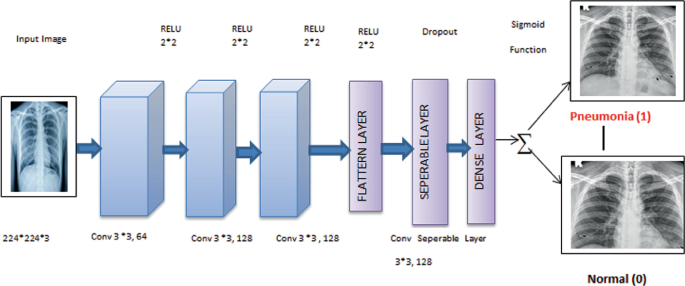 Input Image
RELU
2*2
RELU
2*2
RELU
2*2
RELU
2*2
Dropout
Sigmoid
Function
FLATTERN LAYER
SEPERABLE LAYER
DENSE LAYER
Σ
Pneumonia (1)
224*224*3
Conv 3 *3, 64
Conv 3 *3, 128
Conv 3 *3 , 128
Conv Seperable Layer
3*3, 128
Normal (0)